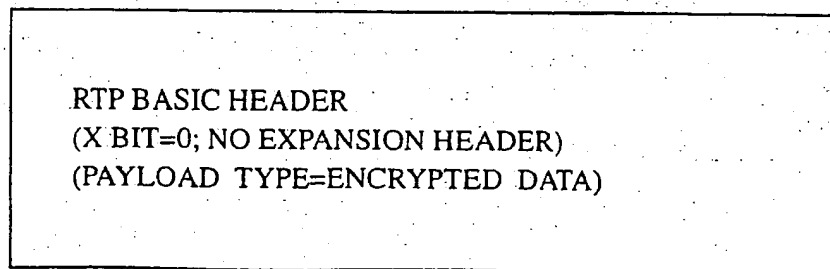 RTP BASIC HEADER
(X BIT=0; NO EXPANSION HEADER)
(PAYLOAD TYPE=ENCRYPTED DATA)